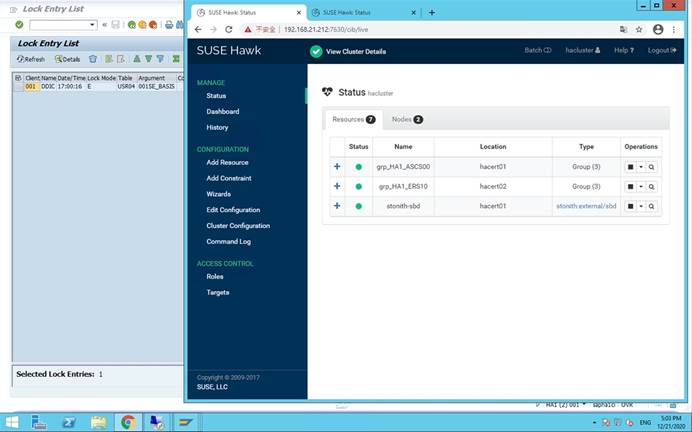 Lock Entry List
Lock Entry List
Refresh
Details
Client Name Date/Time Lock Mode Table Argument Co
001 DDIC 17:00:16 E USR04 001SE_BASIS
Selected Lock Entries: 1
SUSE Hawk Status
SUSE Hawk Status
不安全 | 192.168.21.212:7630/cib/live
SUSE Hawk
View Cluster Details
Batch
hacluster
Help ?
Logout
MANAGE
Status
Dashboard
History
CONFIGURATION
Add Resource
Add Constraint
Wizards
Edit Configuration
Cluster Configuration
Command Log
ACCESS CONTROL
Roles
Targets
Copyright © 2009-2017
SUSE, LLC
Status hacluster
Resources 7
Nodes 2
Status Name Location Type Operations
grp_HA1_ASCS00 hacert01 Group (3)
grp_HA1_ERS10 hacert02 Group (3)
stonith-sbd hacert01 stonith:external/sbd
HA1 (2) 001 saphaici OVR
ENG
5:03 PM
12/21/2020